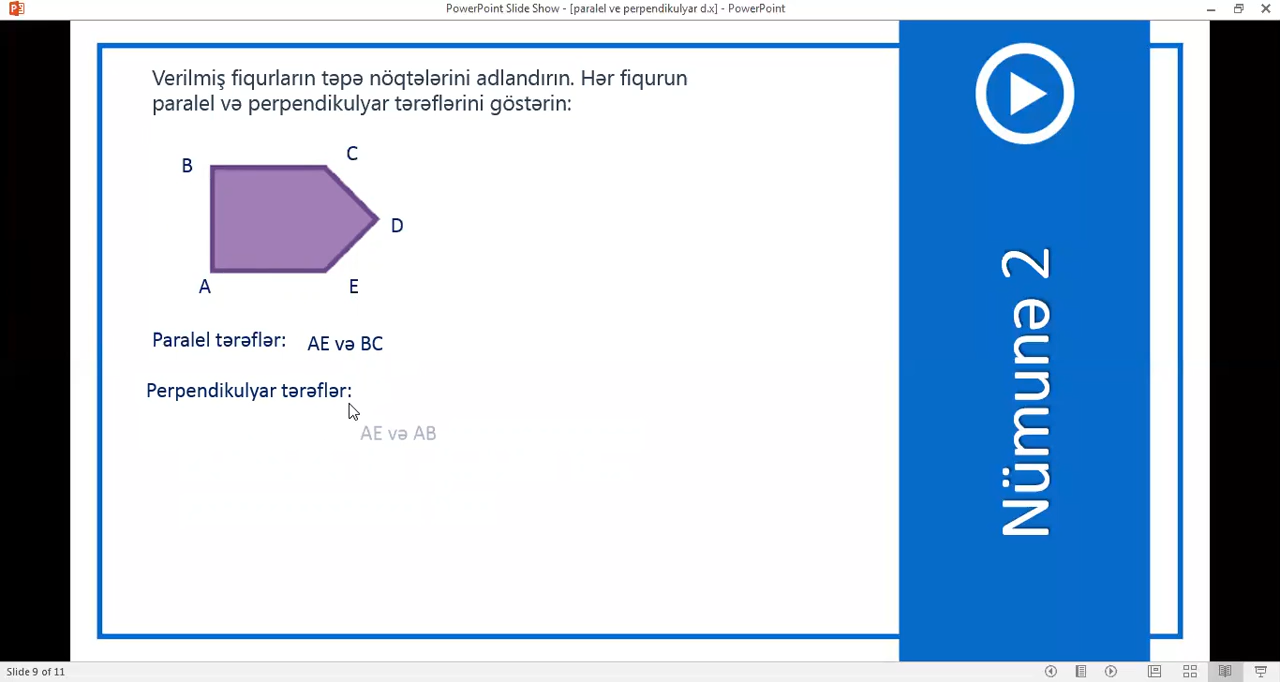 PowerPoint Slide Show - [paralel ve perpendikulyar d.x] - PowerPoint
Verilmiş fiqurların təpə nöqtələrini adlandırın. Hər fiqurun
paralel və perpendikulyar tərəflərini göstərin:
B
C
D
A
E
Paralel tərəflər: AE və BC
Perpendikulyar tərəflər:
AE və AB
Nümunə 2
Slide 9 of 11